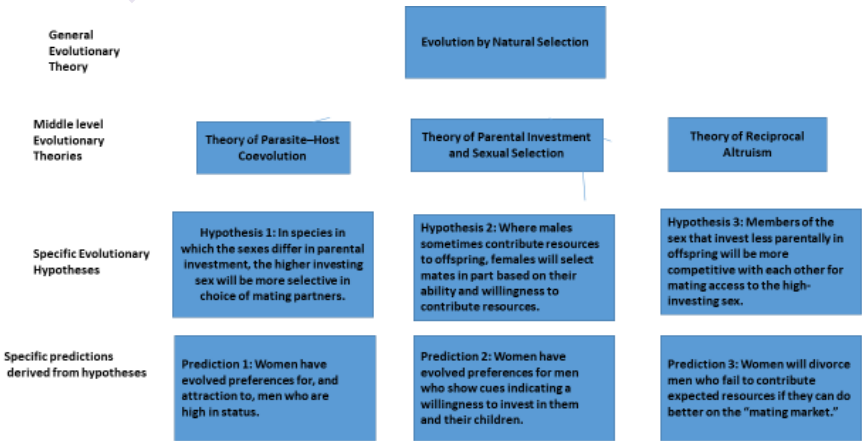 General
Evolutionary
Theory
Evolution by Natural Selection
Middle level
Evolutionary
Theories
Theory of Parasite–Host
Coevolution
Theory of Parental Investment
and Sexual Selection
Theory of Reciprocal
Altruism
Specific Evolutionary
Hypotheses
Hypothesis 1: In species in
which the sexes differ in parental
investment, the higher investing
sex will be more selective in
choice of mating partners.
Hypothesis 2: Where males
sometimes contribute resources
to offspring, females will select
mates in part based on their
ability and willingness to
contribute resources.
Hypothesis 3: Members of the
sex that invest less parentally in
offspring will be more
competitive with each other for
mating access to the high-
investing sex.
Specific predictions
derived from hypotheses
Prediction 1: Women have
evolved preferences for, and
attraction to, men who are
high in status.
Prediction 2: Women have
evolved preferences for men
who show cues indicating a
willingness to invest in them
and their children.
Prediction 3: Women will divorce
men who fail to contribute
expected resources if they can do
better on the “mating market.”